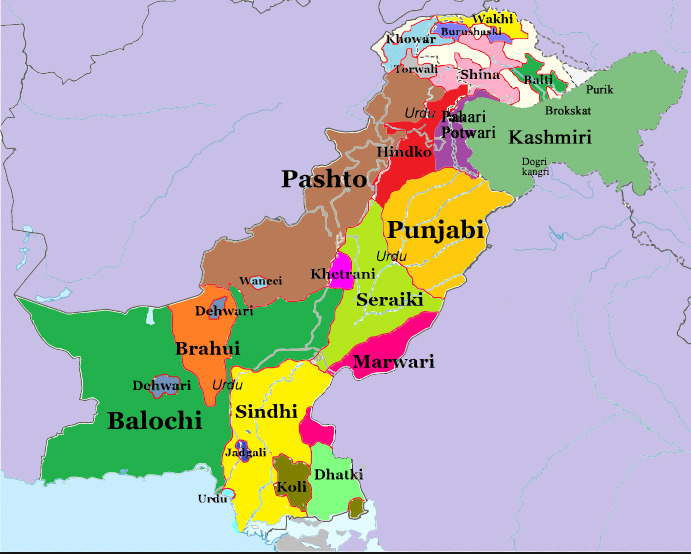 Wakhi
Burushaski
Khowar
Torwali
Shina
Balti
Purik
Brokskat
Urdu
Pahari
Potwari
Kashmiri
Hindko
Dogri
kangri
Pashto
Punjabi
Urdu
Waneci
Khetrani
Seraiki
Dehwari
Brahui
Marwari
Dehwari
Urdu
Balochi
Sindhi
Jadgali
Dhatki
Koli
Urdu